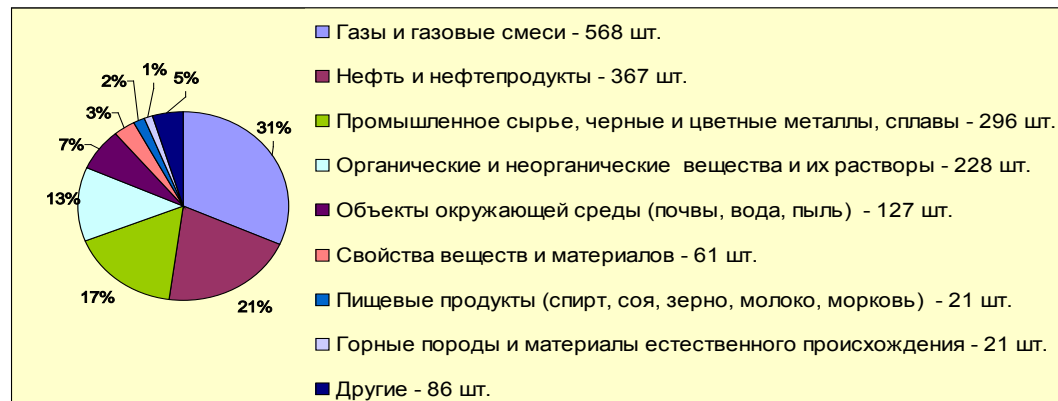 Газы и газовые смеси - 568 шт.
Нефть и нефтепродукты - 367 шт.
Промышленное сырье, черные и цветные металлы, сплавы - 296 шт.
Органические и неорганические  вещества и их растворы - 228 шт.
Объекты окружающей среды (почвы, вода, пыль)  - 127 шт.
Свойства веществ и материалов - 61 шт.
Пищевые продукты (спирт, соя, зерно, молоко, морковь)  - 21 шт.
Горные породы и материалы естественного происхождения - 21 шт.
Другие - 86 шт.
31%
21%
17%
13%
7%
3%
2%
1%
5%